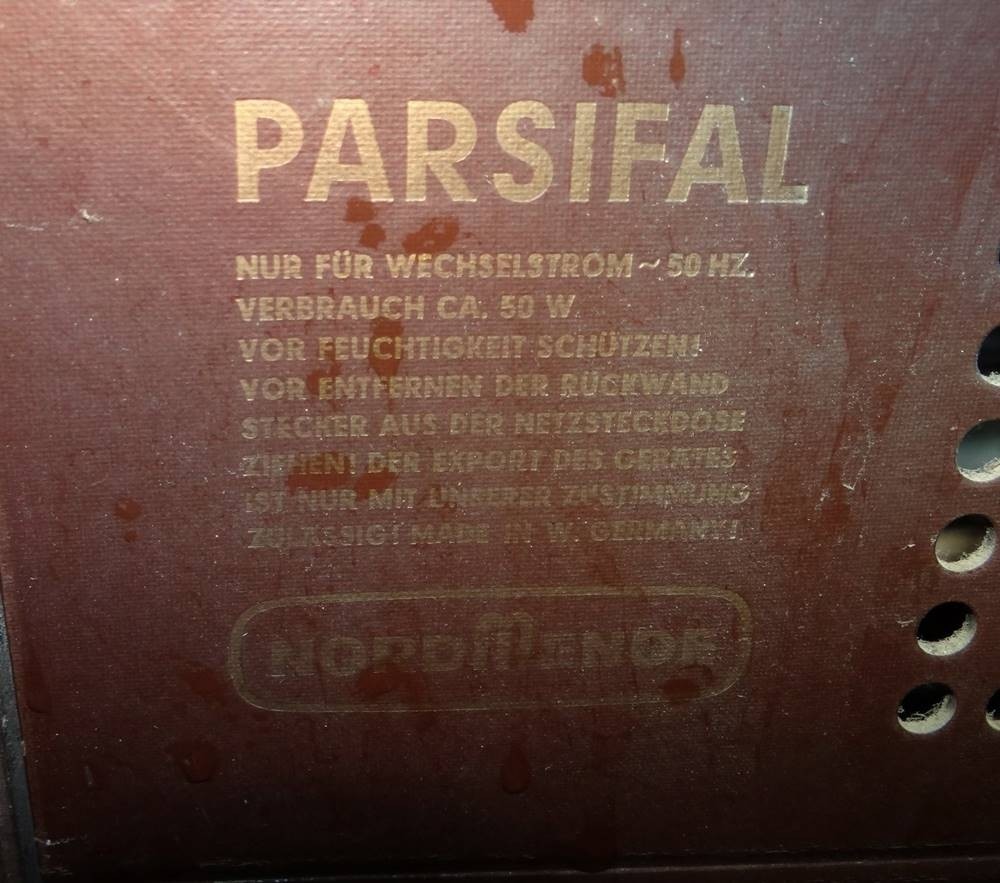 PARSIFAL
NUR FÜR WECHSELSTROM ~ 50 HZ.
VERBRAUCH CA. 50 W
VOR FEUCHTIGKEIT SCHÜTZEN!
VOR ENTFERNEN DER RÜCKWAND
STECKER AUS DER NETZSTECKDOSE
ZIEHEN! DER EXPORT DES GERÄTES
IST NUR MIT UNSERER ZUSTIMMUNG
ZULÄSSIG! MADE IN W. GERMANY!
NORDMENDE